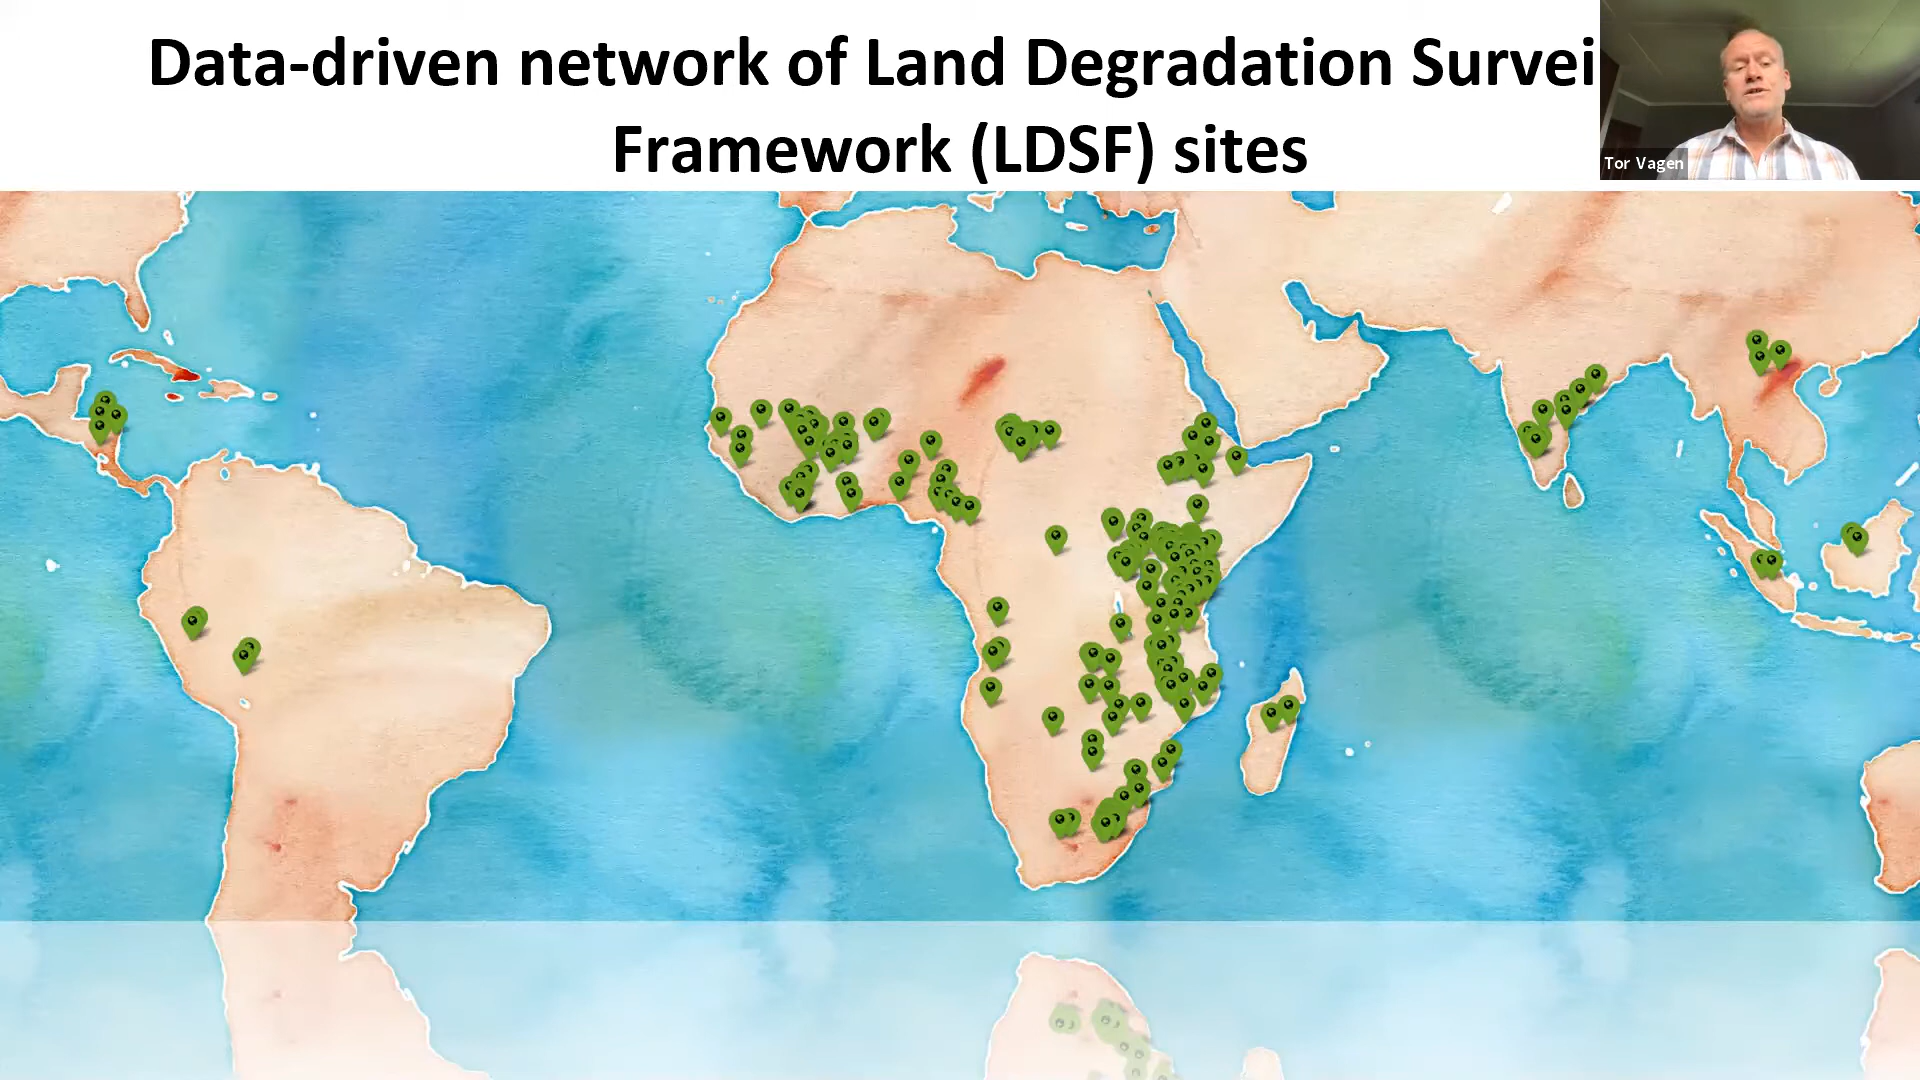 Data-driven network of Land Degradation Survei
Framework (LDSF) sites
Tor Vagen